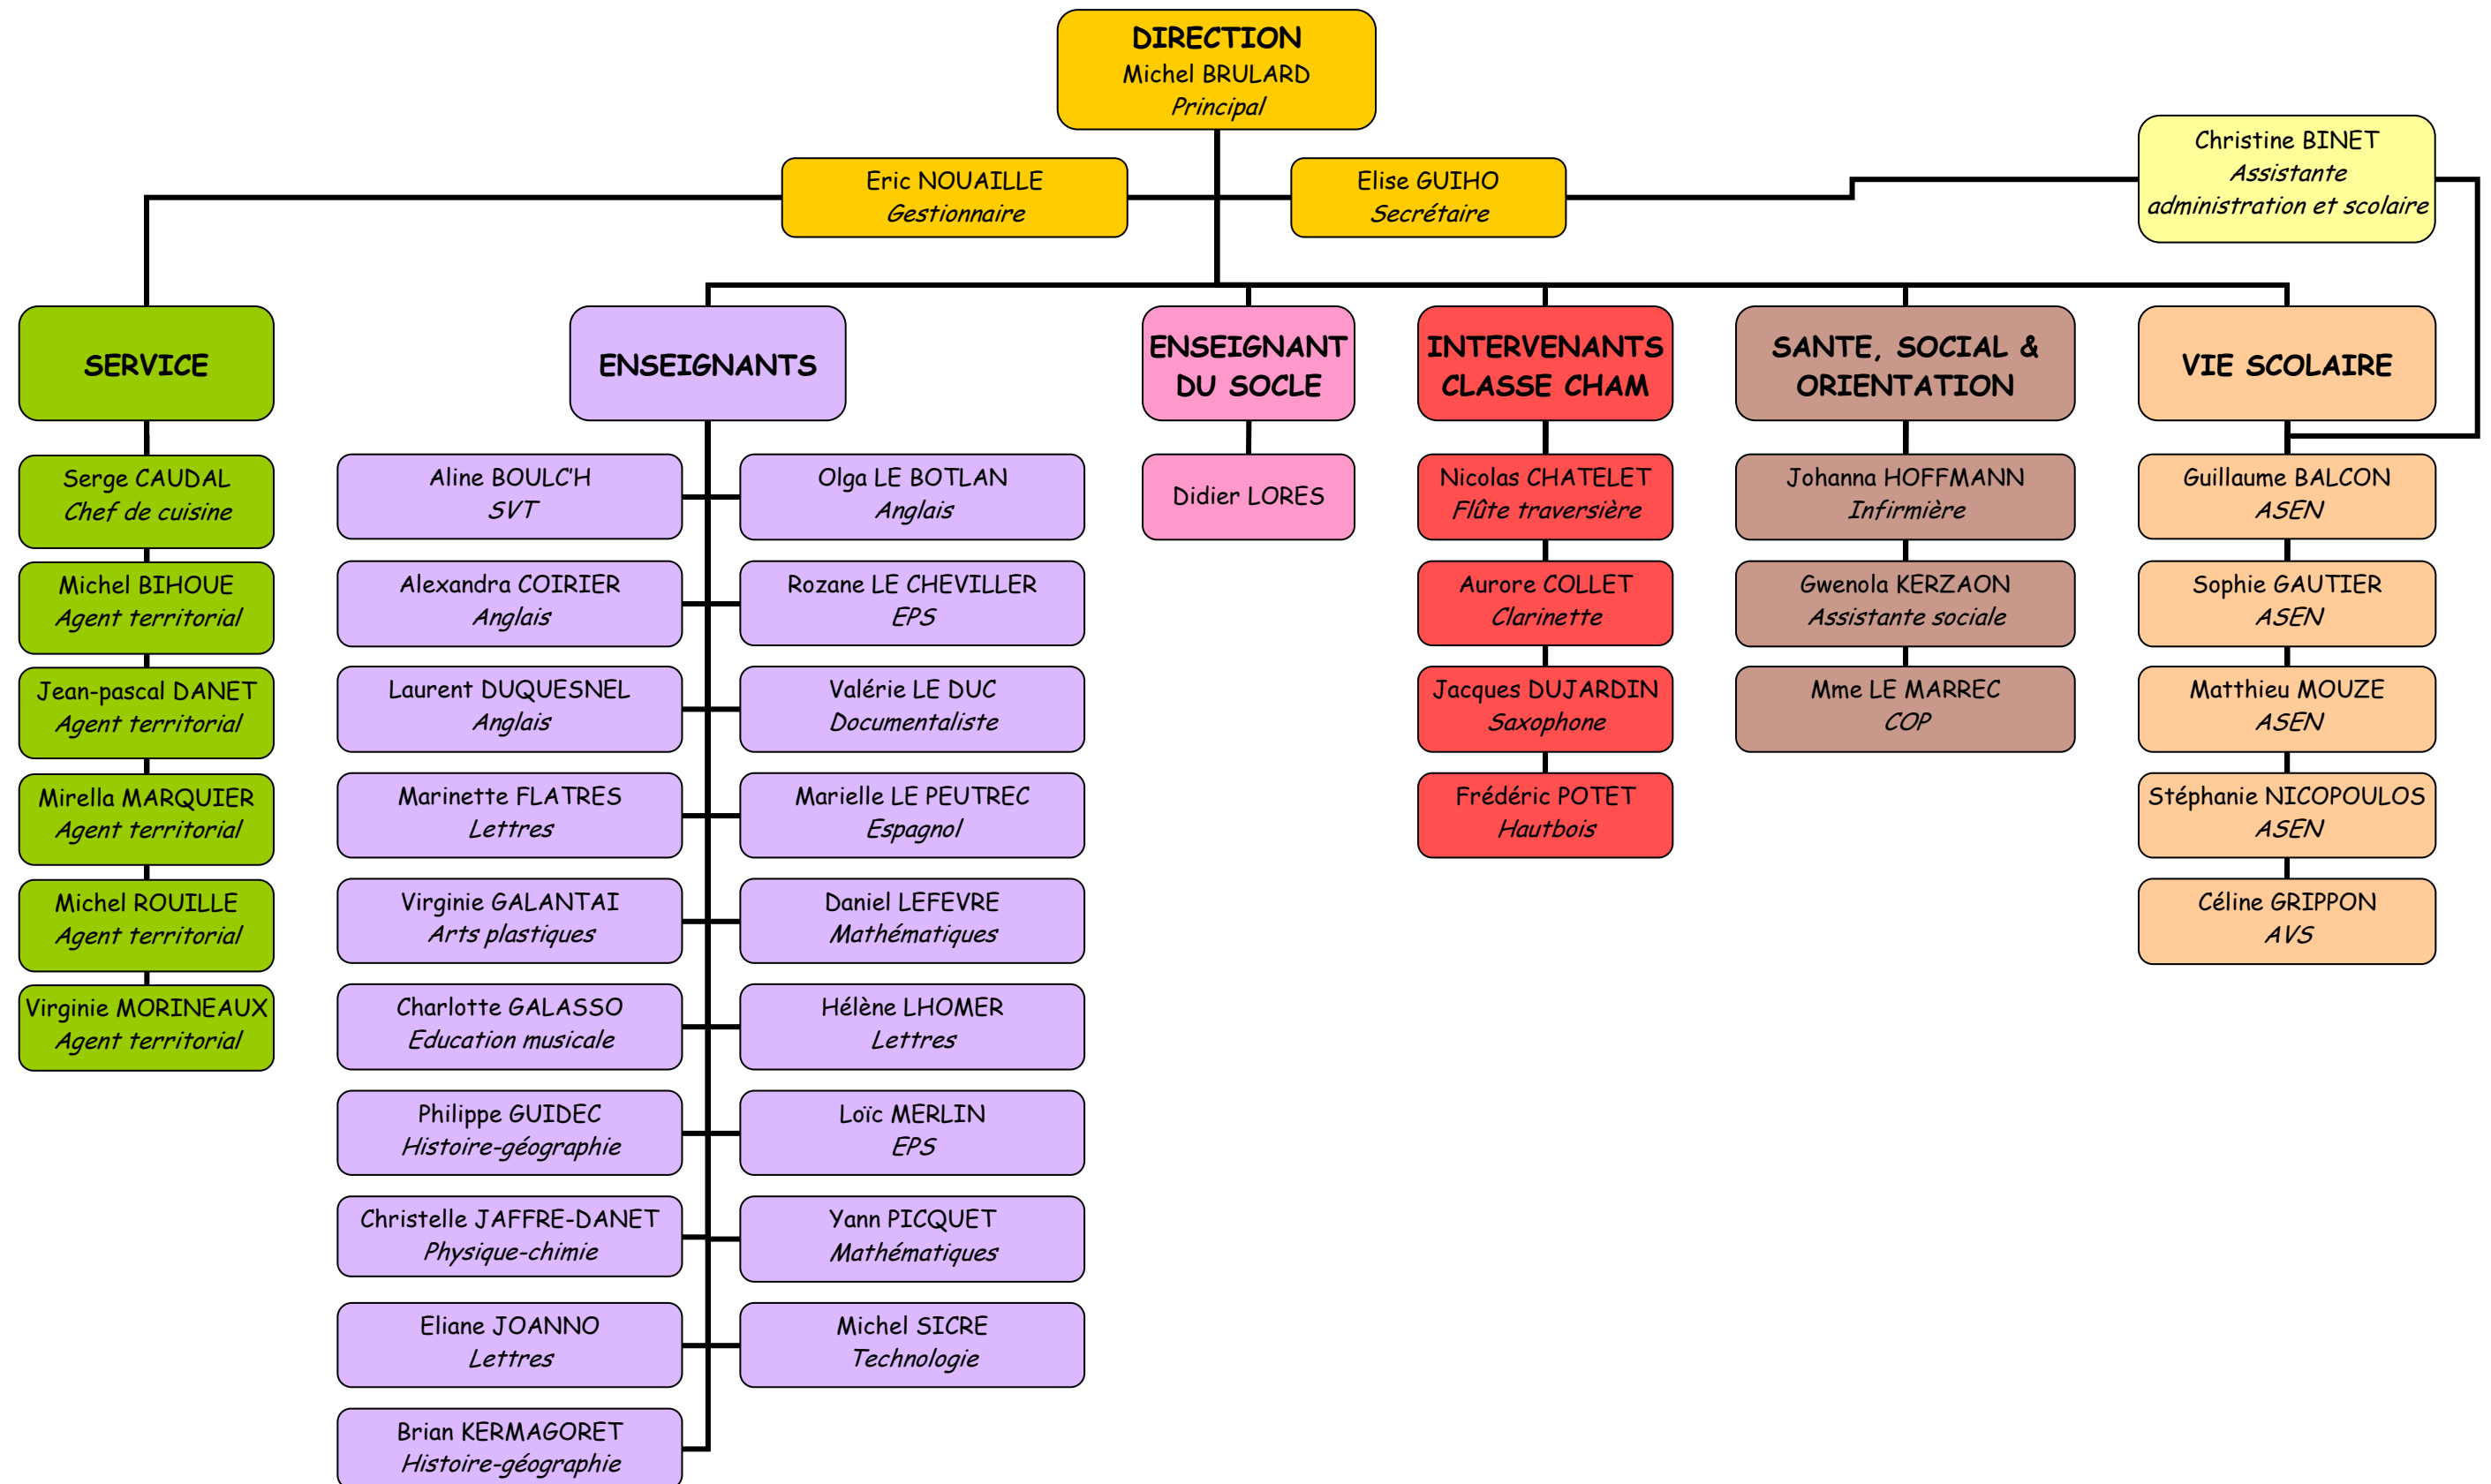 DIRECTION
Michel BRULARD
Principal
Eric NOUAILLE
Gestionnaire
Elise GUIHO
Secrétaire
Christine BINET
Assistante
administration et scolaire
SERVICE
Serge CAUDAL
Chef de cuisine
Michel BIHOUE
Agent territorial
Jean-pascal DANET
Agent territorial
Mirella MARQUIER
Agent territorial
Michel ROUILLE
Agent territorial
Virginie MORINEAUX
Agent territorial
ENSEIGNANTS
Aline BOULC'H
SVT
Alexandra COIRIER
Anglais
Laurent DUQUESNEL
Anglais
Marinette FLATRES
Lettres
Virginie GALANTAI
Arts plastiques
Charlotte GALASSO
Education musicale
Philippe GUIDEC
Histoire-géographie
Christelle JAFFRE-DANET
Physique-chimie
Eliane JOANNO
Lettres
Brian KERMAGORET
Histoire-géographie
Olga LE BOTLAN
Anglais
Rozane LE CHEVILLER
EPS
Valérie LE DUC
Documentaliste
Marielle LE PEUTREC
Espagnol
Daniel LEFEVRE
Mathématiques
Hélène LHOMER
Lettres
Loïc MERLIN
EPS
Yann PICQUET
Mathématiques
Michel SICRE
Technologie
ENSEIGNANT
DU SOCLE
Didier LORES
INTERVENANTS
CLASSE CHAM
Nicolas CHATELET
Flûte traversière
Aurore COLLET
Clarinette
Jacques DUJARDIN
Saxophone
Frédéric POTET
Hautbois
SANTE, SOCIAL &
ORIENTATION
Johanna HOFFMANN
Infirmière
Gwenola KERZAON
Assistante sociale
Mme LE MARREC
COP
VIE SCOLAIRE
Guillaume BALCON
ASEN
Sophie GAUTIER
ASEN
Matthieu MOUZE
ASEN
Stéphanie NICOPOULOS
ASEN
Céline GRIPPON
AVS